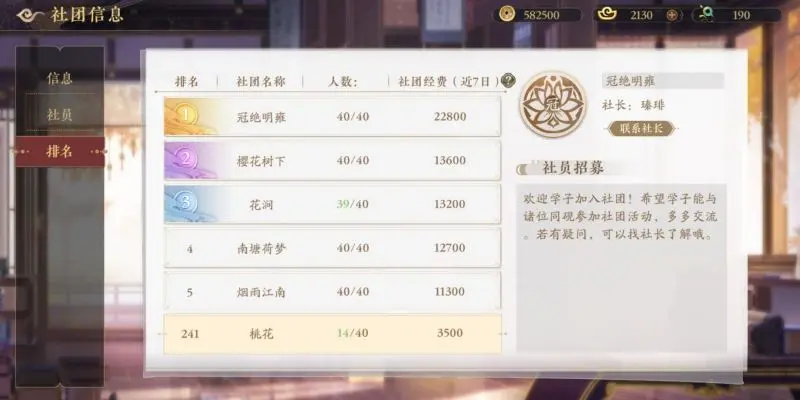 社团信息
582500
2130
190
信息
社员
排名
排名 社团名称 人数： 社团经费（近7日） ?
1 冠绝明雍 40/40 22800
2 樱花树下 40/40 13600
3 花涧 39/40 13200
4 南塘荷梦 40/40 12700
5 烟雨江南 40/40 11300
241 桃花 14/40 3500
冠
冠绝明雍
社长：瑧琲
联系社长
社员招募
欢迎学子加入社团！希望学子能与
诸位同砚参加社团活动、多多交流
。若有疑问，可以找社长了解哦。